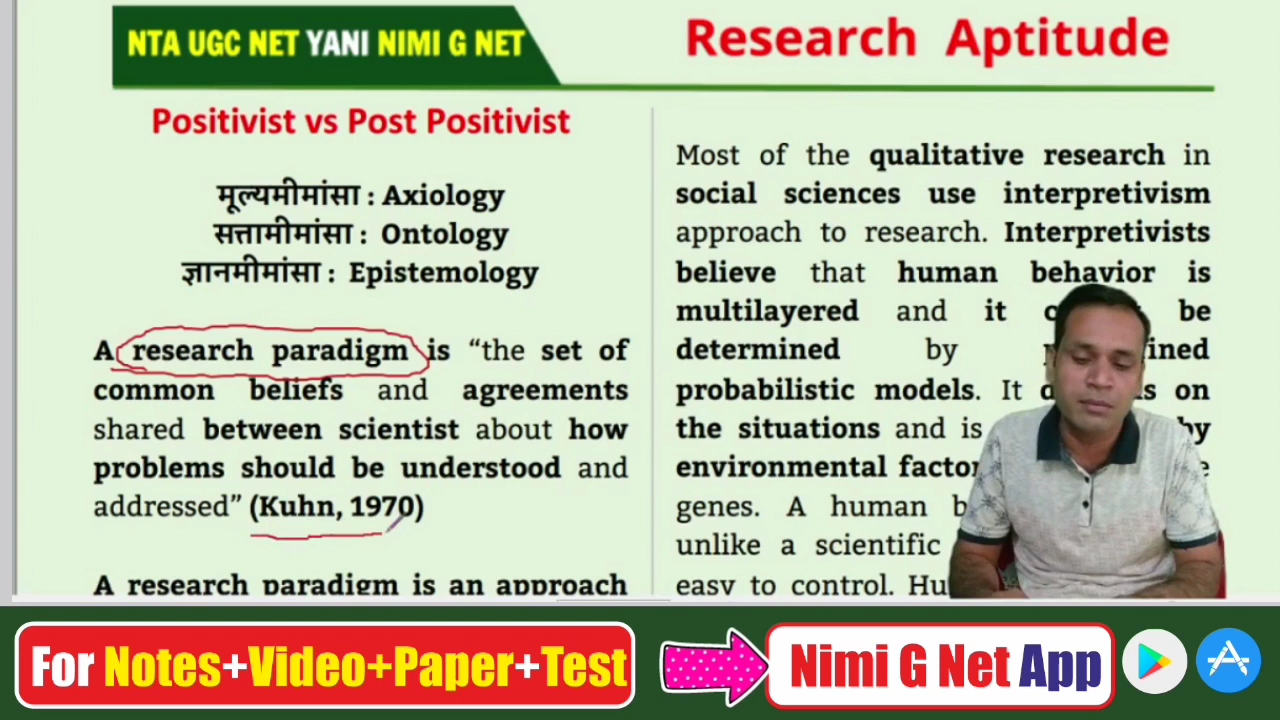 NTA UGC NET YANI NIMI G NET
Research Aptitude
Positivist vs Post Positivist
मूल्यमीमांसा : Axiology
सत्तामीमांसा : Ontology
ज्ञानमीमांसा : Epistemology
A research paradigm is “the set of
common beliefs and agreements
shared between scientist about how
problems should be understood and
addressed” (Kuhn, 1970)
A research paradigm is an approach
Most of the qualitative research in
social sciences use interpretivism
approach to research. Interpretivists
believe that human behavior is
multilayered and it be
determined by
probabilistic models. It on
the situations and is by
environmental
genes. A human
unlike a scientific
easy to control.
For Notes+Video+Paper+Test
Nimi G Net App